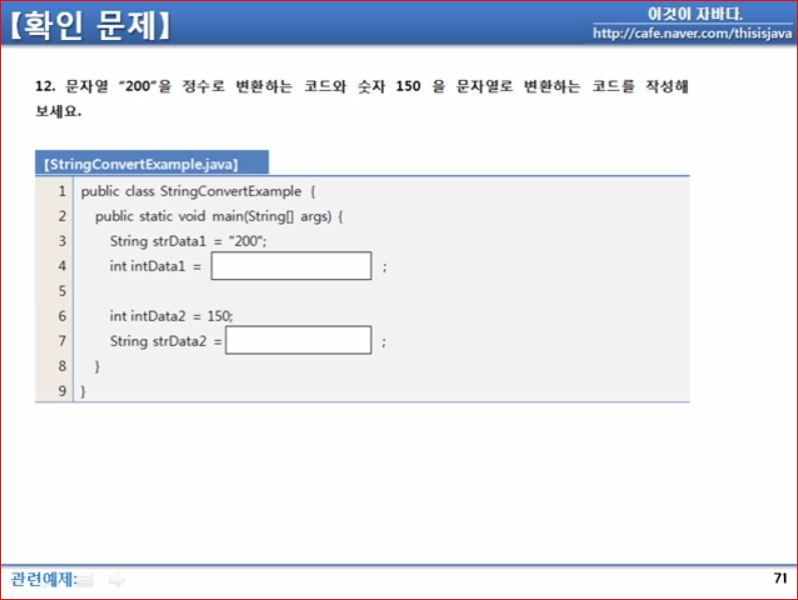 【확인 문제】
이것이 자바다.
http://cafe.naver.com/thisisjava
12. 문자열 “200”을 정수로 변환하는 코드와 숫자 150 을 문자열로 변환하는 코드를 작성해
보세요.
[StringConvertExample.java]
1 public class StringConvertExample {
2 public static void main(String[] args) {
3 String strData1 = "200";
4 int intData1 = ;
5
6 int intData2 = 150;
7 String strData2 = ;
8 }
9 }
관련예제:
71